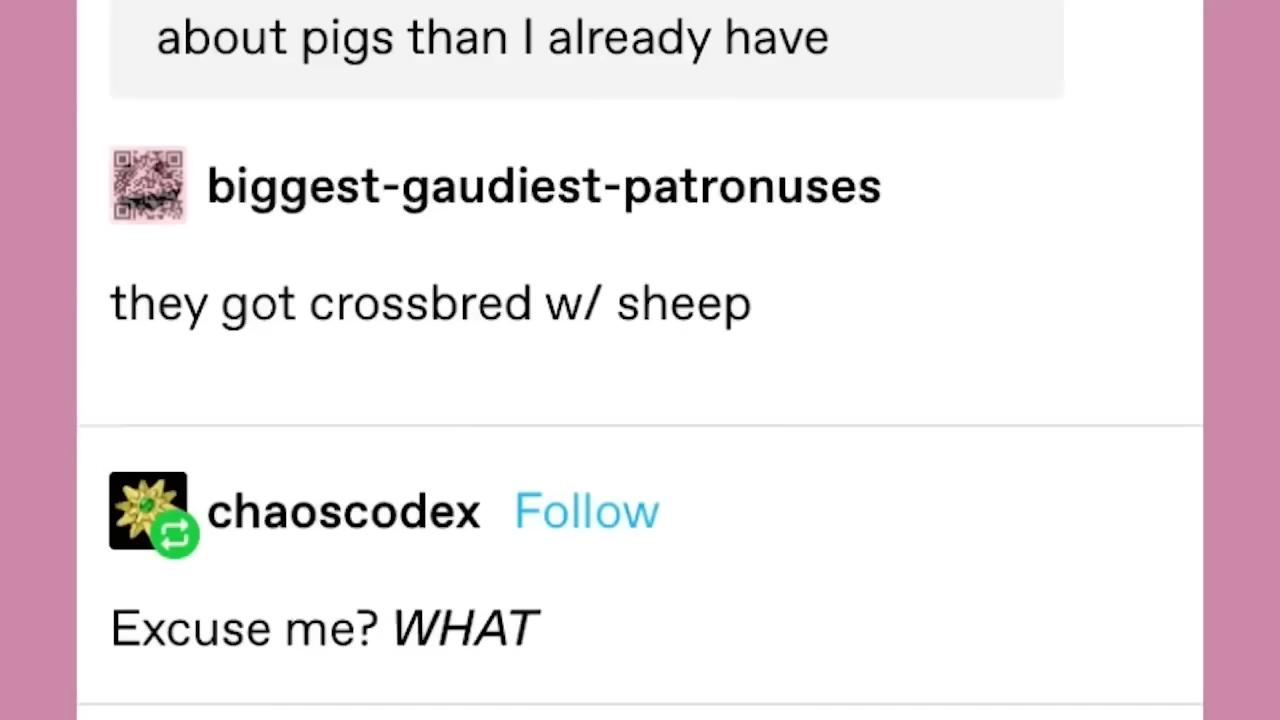 about pigs than I already have
biggest-gaudiest-patronuses
they got crossbred w/ sheep
chaoscodex Follow
Excuse me? WHAT